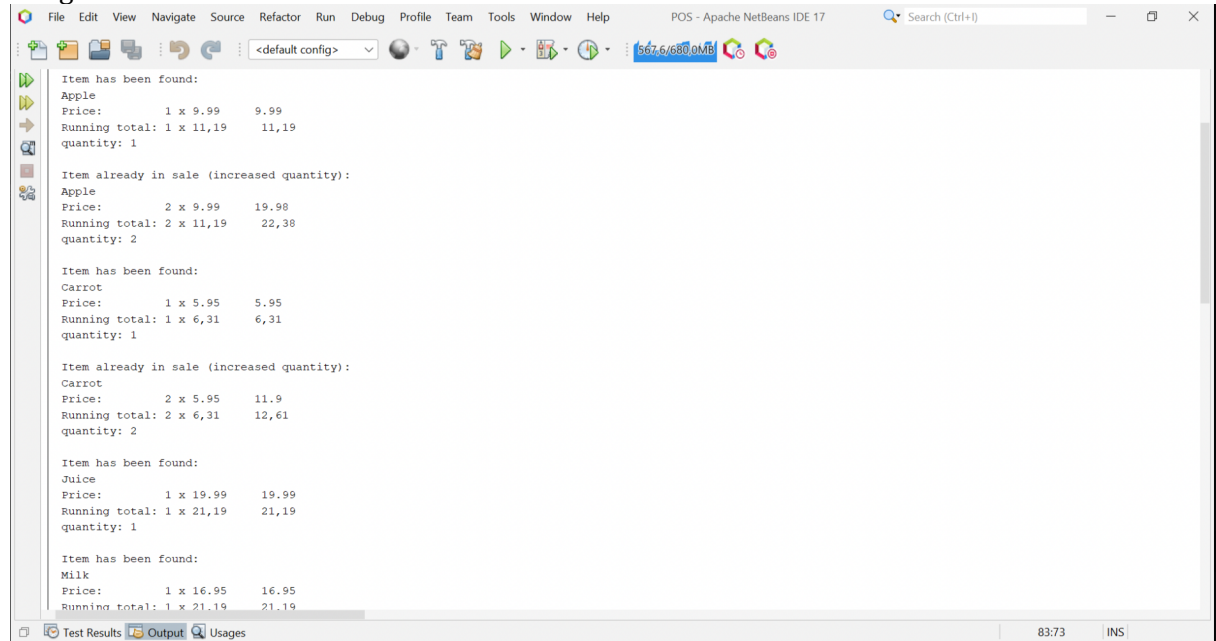 File Edit View Navigate Source Refactor Run Debug Profile Team Tools Window Help POS - Apache NetBeans IDE 17 Search (Ctrl+I)
<default config> 567,6/680,0MB
Item has been found:
Apple
Price: 1 x 9.99 9.99
Running total: 1 x 11,19 11,19
quantity: 1
Item already in sale (increased quantity):
Apple
Price: 2 x 9.99 19.98
Running total: 2 x 11,19 22,38
quantity: 2
Item has been found:
Carrot
Price: 1 x 5.95 5.95
Running total: 1 x 6,31 6,31
quantity: 1
Item already in sale (increased quantity):
Carrot
Price: 2 x 5.95 11.9
Running total: 2 x 6,31 12,61
quantity: 2
Item has been found:
Juice
Price: 1 x 19.99 19.99
Running total: 1 x 21,19 21,19
quantity: 1
Item has been found:
Milk
Price: 1 x 16.95 16.95
Running total: 1 x 21,19 21,19
Test Results Output Usages 83:73 INS